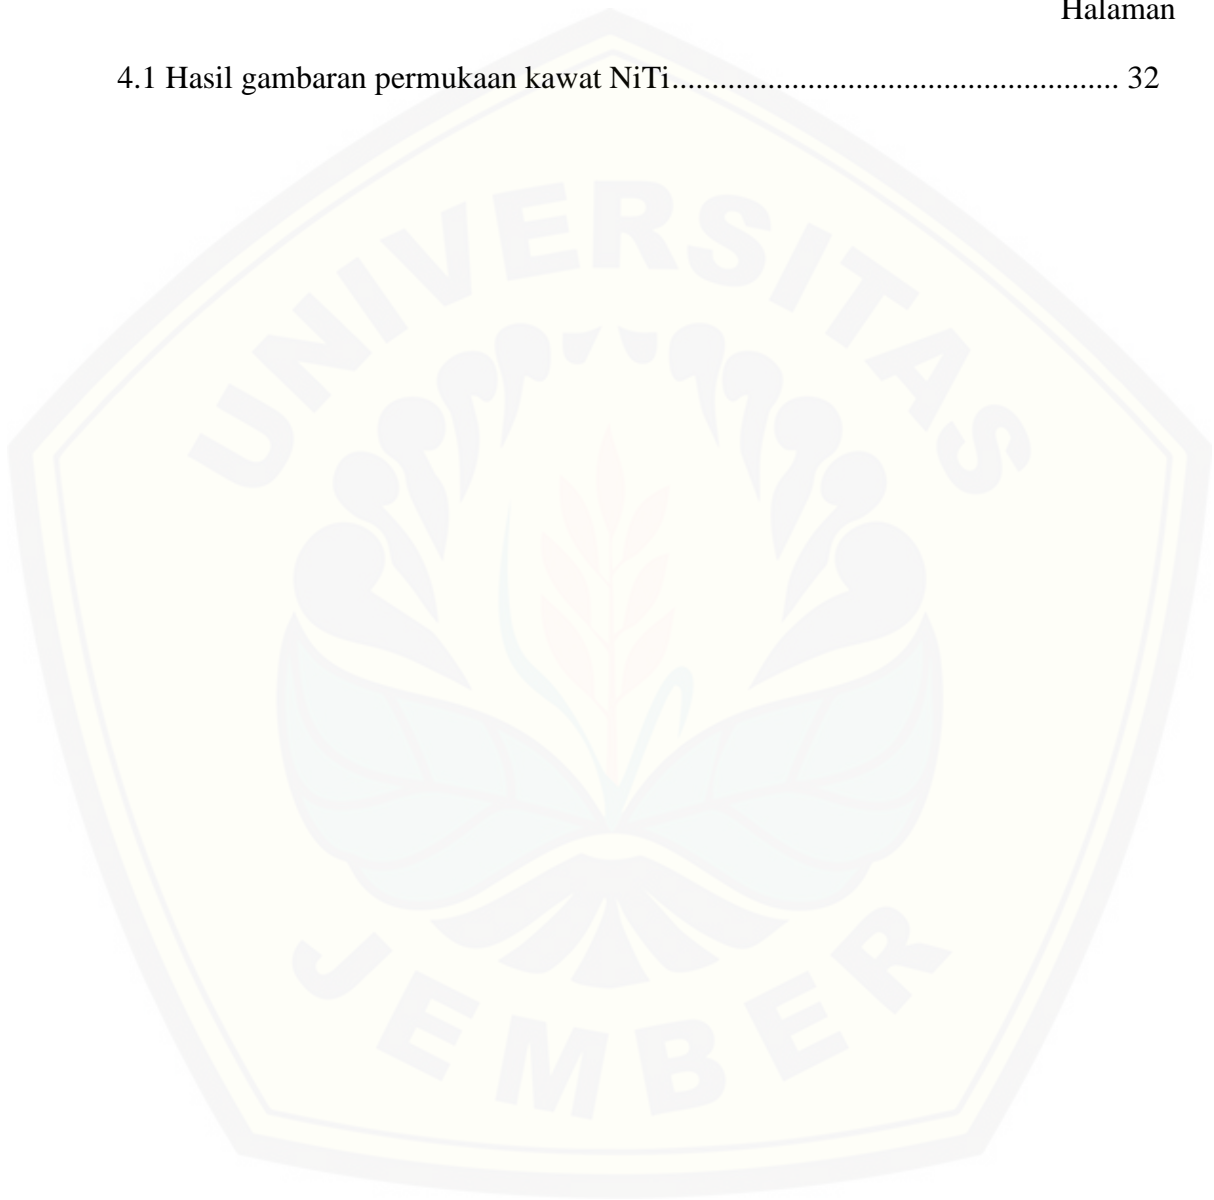 Halaman
4.1 Hasil gambaran permukaan kawat NiTi........................................................ 32
UNIVERSITAS
JEMBER